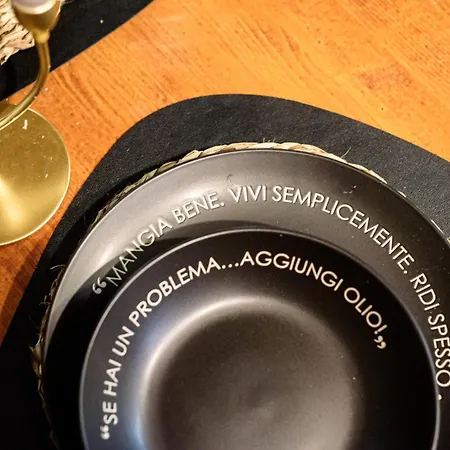 “MANGIA BENE. VIVI SEMPLICEMENTE. RIDI SPESSO.
“SE HAI UN PROBLEMA...AGGIUNGI OLIO!„